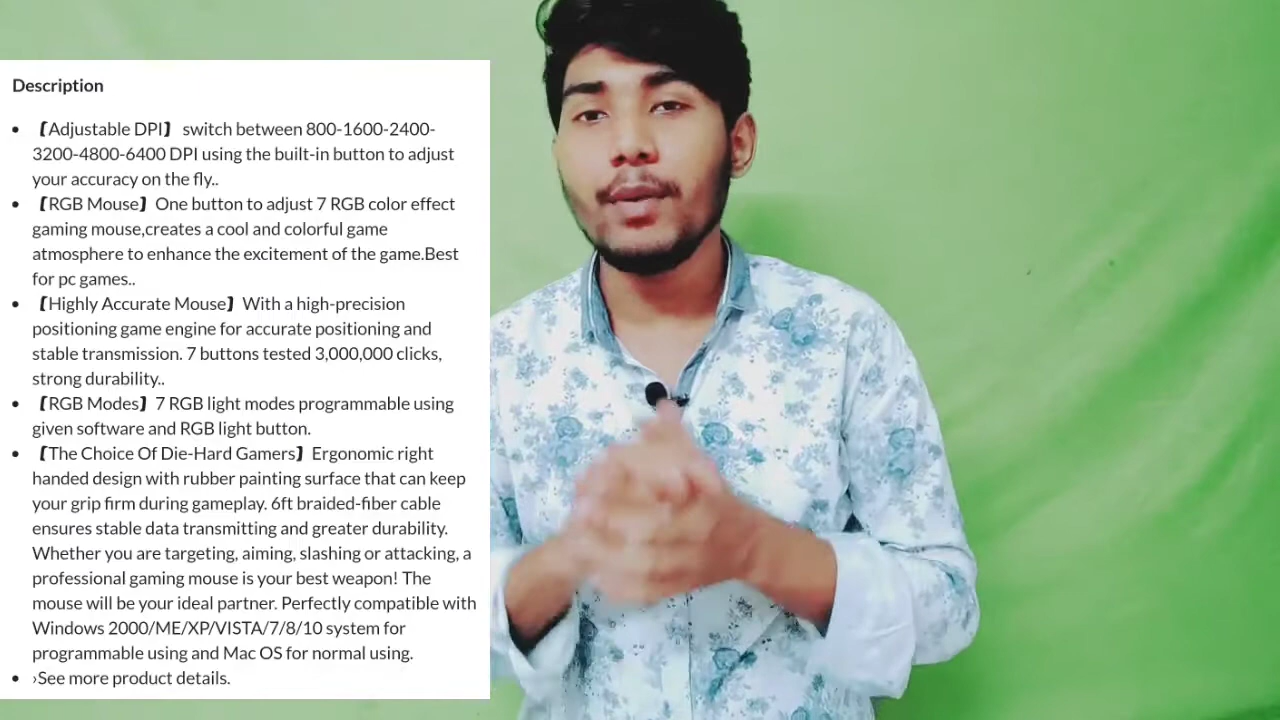 Description
【Adjustable DPI】 switch between 800-1600-2400-
3200-4800-6400 DPI using the built-in button to adjust
your accuracy on the fly..
【RGB Mouse】One button to adjust 7 RGB color effect
gaming mouse,creates a cool and colorful game
atmosphere to enhance the excitement of the game.Best
for pc games..
【Highly Accurate Mouse】With a high-precision
positioning game engine for accurate positioning and
stable transmission. 7 buttons tested 3,000,000 clicks,
strong durability..
【RGB Modes】7 RGB light modes programmable using
given software and RGB light button.
【The Choice Of Die-Hard Gamers】Ergonomic right
handed design with rubber painting surface that can keep
your grip firm during gameplay. 6ft braided-fiber cable
ensures stable data transmitting and greater durability.
Whether you are targeting, aiming, slashing or attacking, a
professional gaming mouse is your best weapon! The
mouse will be your ideal partner. Perfectly compatible with
Windows 2000/ME/XP/VISTA/7/8/10 system for
programmable using and Mac OS for normal using.
›See more product details.